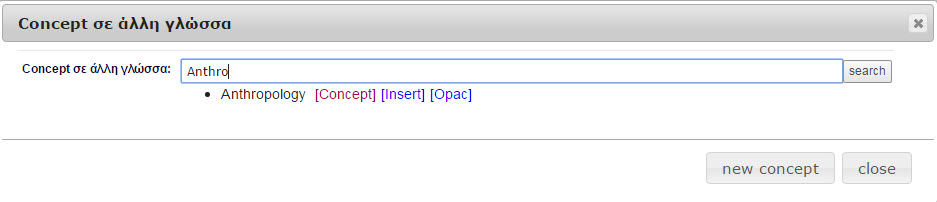 Concept σε άλλη γλώσσα
Concept σε άλλη γλώσσα: Anthro search
• Anthropology [Concept] [Insert] [Opac]
new concept close